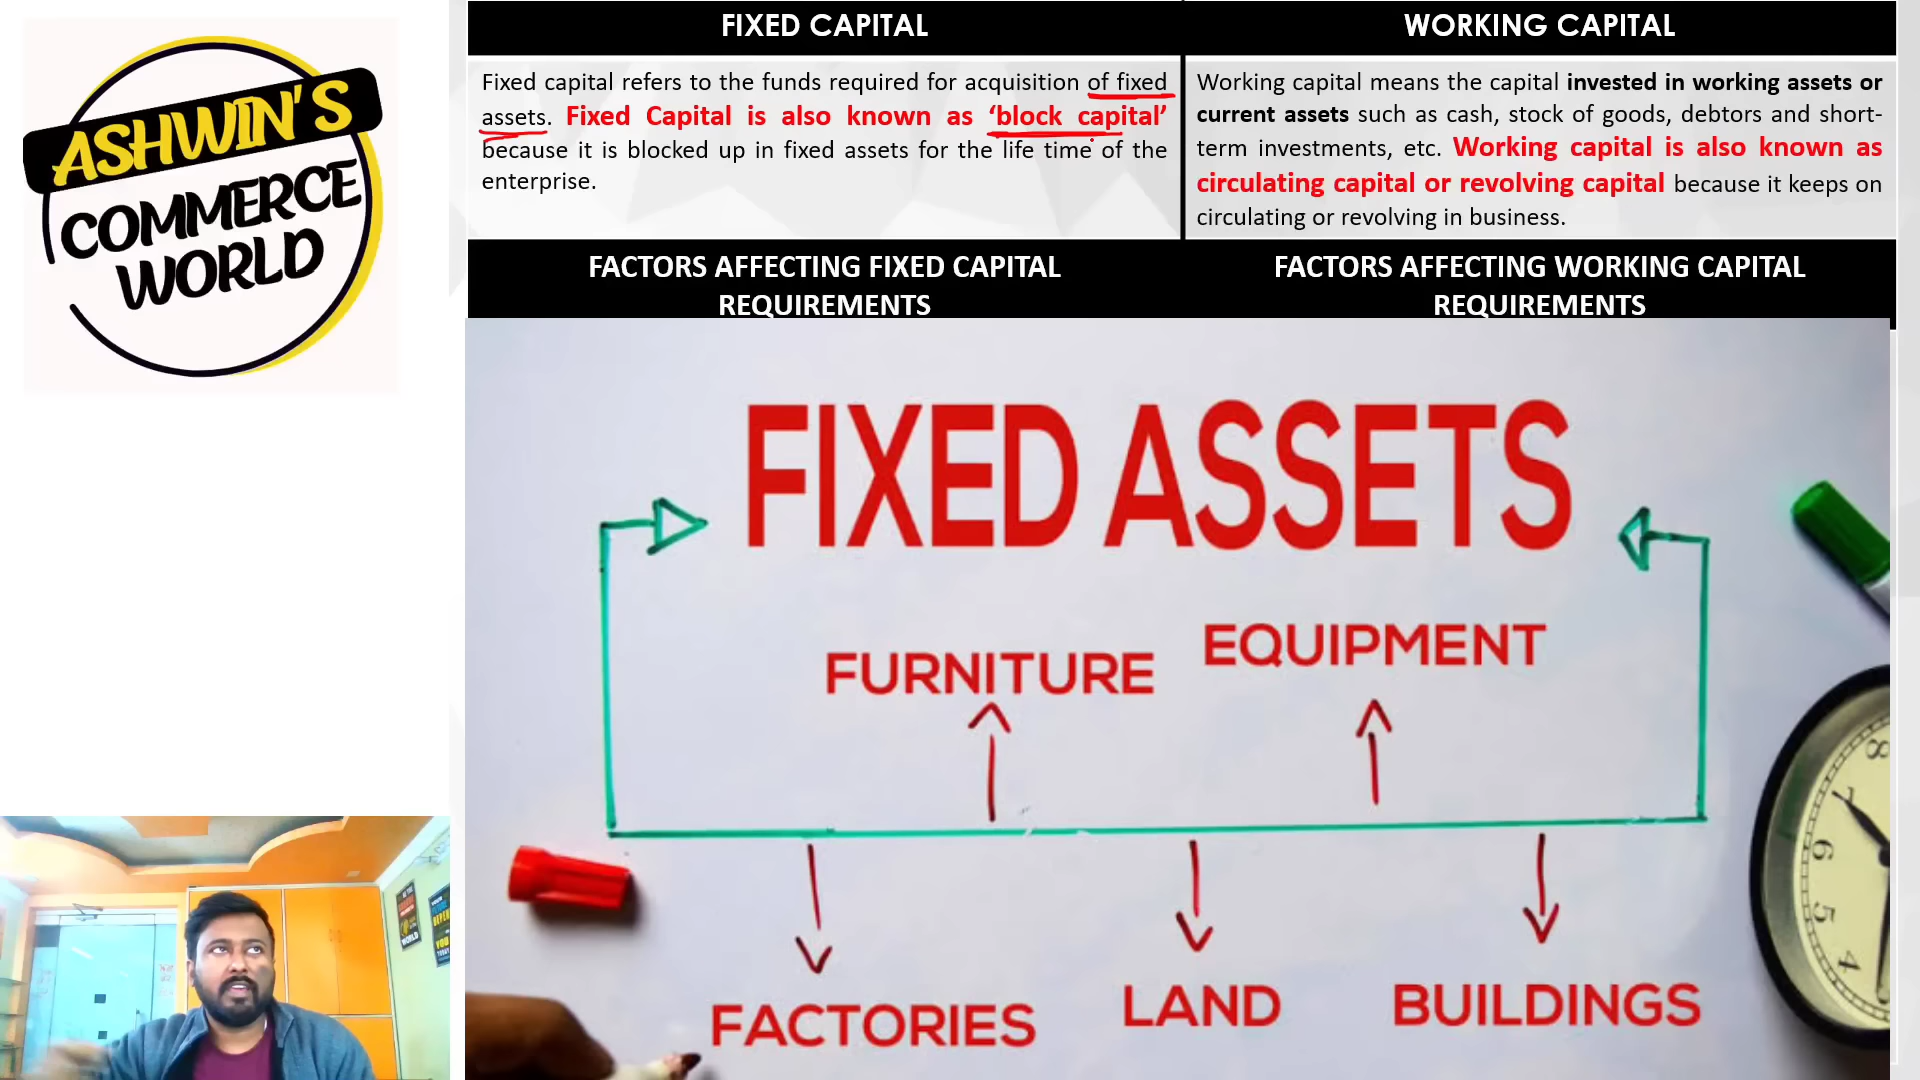 ASHWIN'S
COMMERCE
WORLD
FIXED CAPITAL
Fixed capital refers to the funds required for acquisition of fixed
assets. Fixed Capital is also known as ‘block capital’
because it is blocked up in fixed assets for the life time of the
enterprise.
WORKING CAPITAL
Working capital means the capital invested in working assets or
current assets such as cash, stock of goods, debtors and short-
term investments, etc. Working capital is also known as
circulating capital or revolving capital because it keeps on
circulating or revolving in business.
FACTORS AFFECTING FIXED CAPITAL
REQUIREMENTS
FACTORS AFFECTING WORKING CAPITAL
REQUIREMENTS
FIXED ASSETS
FURNITURE
EQUIPMENT
FACTORIES
LAND
BUILDINGS
8
7
6
5
4